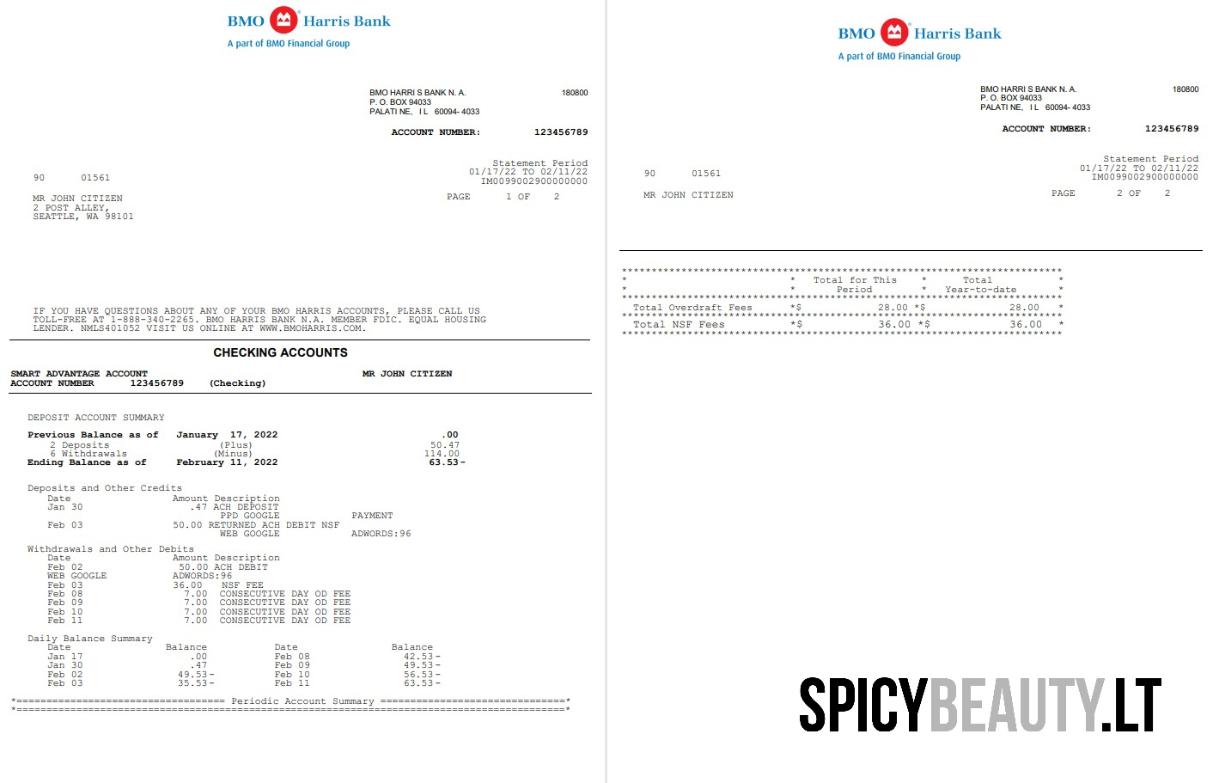 BMO Harris Bank
A part of BMO Financial Group
BMO HARRI S BANK N. A. 180800
P. O. BOX 94033
PALATI NE, I L 60094- 4033
ACCOUNT NUMBER: 123456789
Statement Period
01/17/22 TO 02/11/22
90 01561 IM0099002900000000
MR JOHN CITIZEN PAGE 1 OF 2
2 POST ALLEY,
SEATTLE, WA 98101
IF YOU HAVE QUESTIONS ABOUT ANY OF YOUR BMO HARRIS ACCOUNTS, PLEASE CALL US
TOLL-FREE AT 1-888-340-2265. BMO HARRIS BANK N.A. MEMBER FDIC. EQUAL HOUSING
LENDER. NMLS401052 VISIT US ONLINE AT WWW.BMOHARRIS.COM.
CHECKING ACCOUNTS
SMART ADVANTAGE ACCOUNT MR JOHN CITIZEN
ACCOUNT NUMBER 123456789 (Checking)
DEPOSIT ACCOUNT SUMMARY
Previous Balance as of January 17, 2022 .00
2 Deposits (Plus) 50.47
6 Withdrawals (Minus) 114.00
Ending Balance as of February 11, 2022 63.53-
Deposits and Other Credits
Date Amount Description
Jan 30 .47 ACH DEPOSIT
PPD GOOGLE PAYMENT
Feb 03 50.00 RETURNED ACH DEBIT NSF
WEB GOOGLE ADWORDS:96
Withdrawals and Other Debits
Date Amount Description
Feb 02 50.00 ACH DEBIT
WEB GOOGLE ADWORDS:96
Feb 03 36.00 NSF FEE
Feb 08 7.00 CONSECUTIVE DAY OD FEE
Feb 09 7.00 CONSECUTIVE DAY OD FEE
Feb 10 7.00 CONSECUTIVE DAY OD FEE
Feb 11 7.00 CONSECUTIVE DAY OD FEE
Daily Balance Summary
Date Balance Date Balance
Jan 17 .00 Feb 08 42.53-
Jan 30 .47 Feb 09 49.53-
Feb 02 49.53- Feb 10 56.53-
Feb 03 35.53- Feb 11 63.53-
*=================================== Periodic Account Summary ===============================*
*============================================================================================*
BMO Harris Bank
A part of BMO Financial Group
BMO HARRI S BANK N. A. 180800
P. O. BOX 94033
PALATI NE, I L 60094- 4033
ACCOUNT NUMBER: 123456789
Statement Period
01/17/22 TO 02/11/22
90 01561 IM0099002900000000
MR JOHN CITIZEN PAGE 2 OF 2
**************************************************************************
* * Total for This * Total *
* * Period * Year-to-date *
**************************************************************************
Total Overdraft Fees *$ 28.00 *$ 28.00 *
**************************************************************************
Total NSF Fees *$ 36.00 *$ 36.00 *
**************************************************************************
SPICYBEAUTY.LT